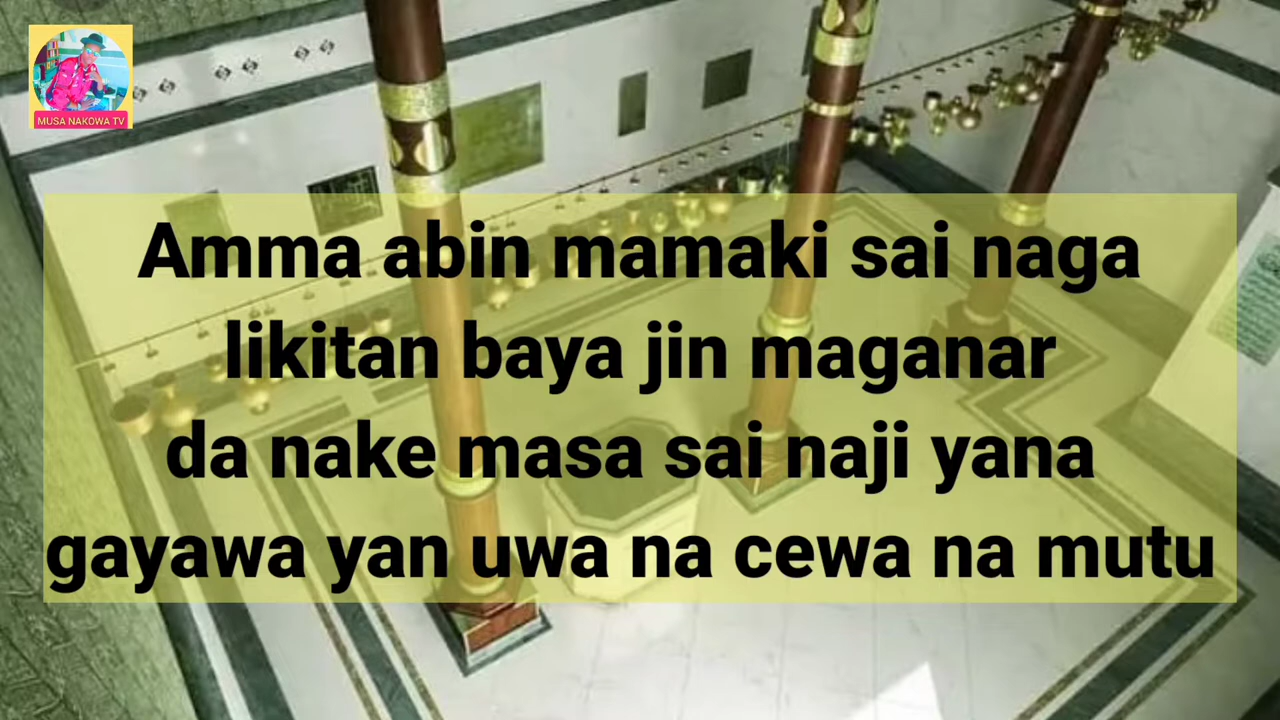 MUSA NAKOWA TV
Amma abin mamaki sai naga
likitan baya jin maganar
da nake masa sai naji yana
gayawa yan uwa na cewa na mutu